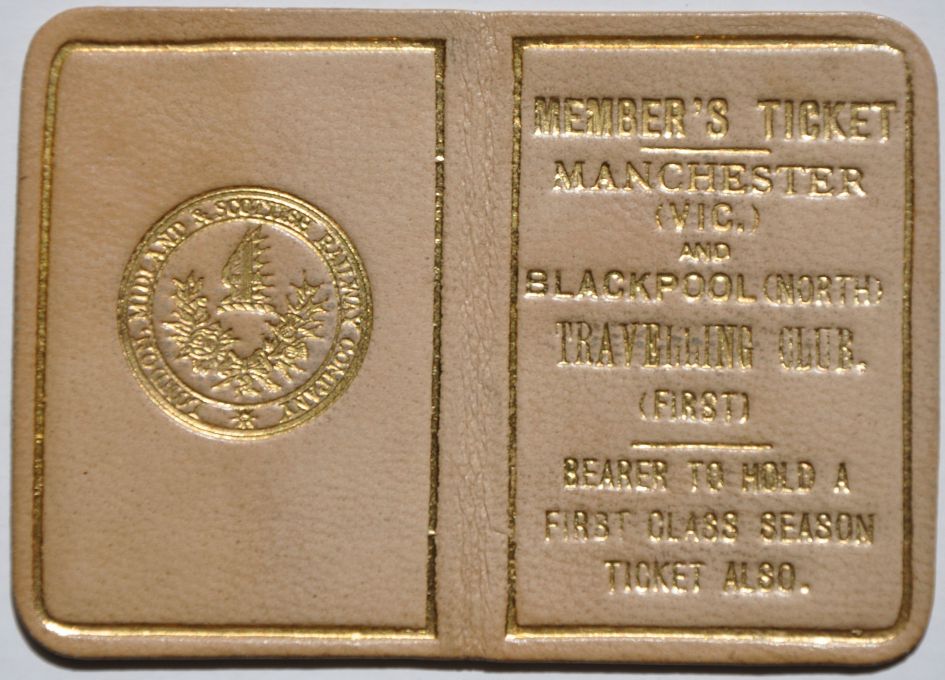 LONDON, MIDLAND & SCOTTISH RAILWAY COMPANY
MEMBER'S TICKET
MANCHESTER
(VIC.)
AND
BLACKPOOL (NORTH)
TRAVELLING CLUB.
(FIRST)
BEARER TO HOLD A
FIRST CLASS SEASON
TICKET ALSO.